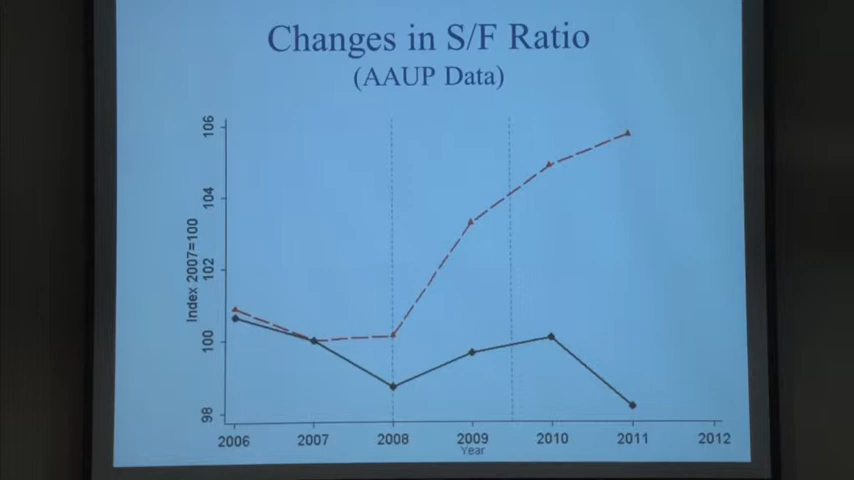 Changes in S/F Ratio
(AAUP Data)
106
104
102
100
98
Index 2007=100
2006 2007 2008 2009 2010 2011 2012
Year